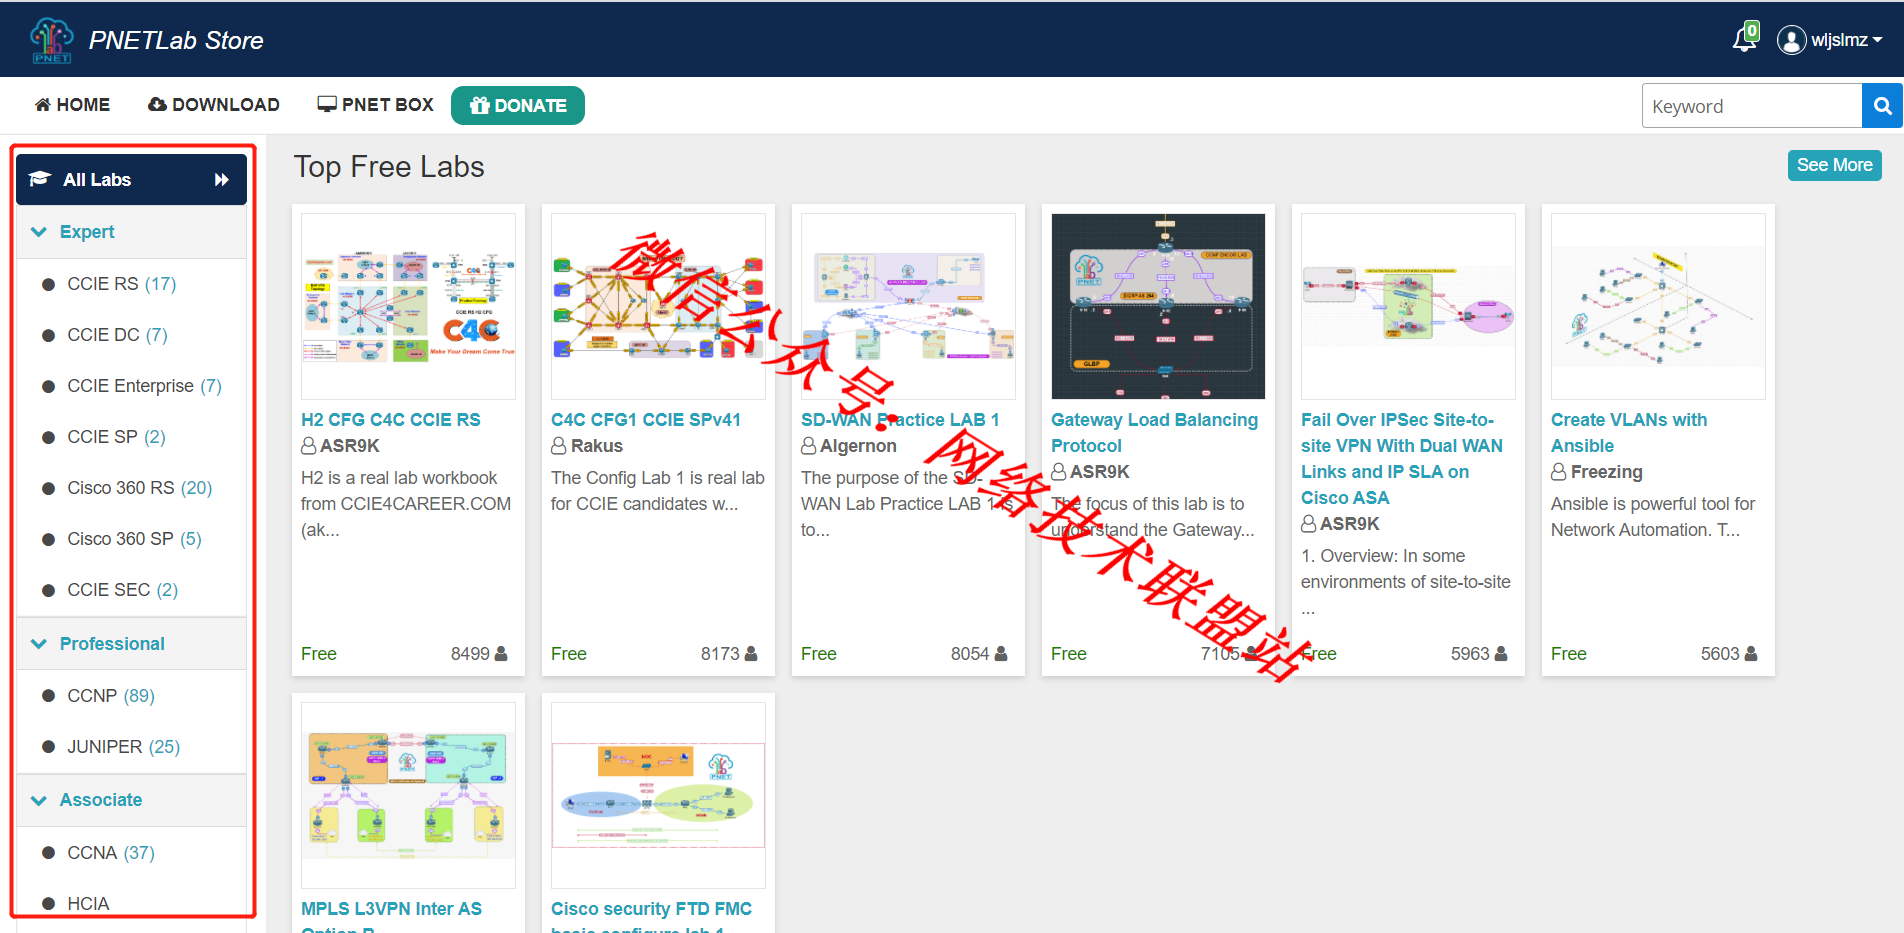 PNETLab Store
0
wljslmz
HOME
DOWNLOAD
PNET BOX
DONATE
Keyword
All Labs
Expert
CCIE RS (17)
CCIE DC (7)
CCIE Enterprise (7)
CCIE SP (2)
Cisco 360 RS (20)
Cisco 360 SP (5)
CCIE SEC (2)
Professional
CCNP (89)
JUNIPER (25)
Associate
CCNA (37)
HCIA
Top Free Labs
See More
C4C
Make Your Dream Come True
H2 CFG C4C CCIE RS
ASR9K
H2 is a real lab workbook
from CCIE4CAREER.COM
(ak...
Free
8499
C4C CFG1 CCIE SPv41
Rakus
The Config Lab 1 is real lab
for CCIE candidates w...
Free
8173
SD-WAN Practice LAB 1
Algernon
The purpose of the SD-
WAN Lab Practice LAB 1 is
to...
Free
8054
PNET
GLBP
Gateway Load Balancing
Protocol
ASR9K
The focus of this lab is to
understand the Gateway...
Free
7105
Fail Over IPSec Site-to-
site VPN With Dual WAN
Links and IP SLA on
Cisco ASA
ASR9K
1. Overview: In some
environments of site-to-site
...
Free
5963
Create VLANs with
Ansible
Freezing
Ansible is powerful tool for
Network Automation. T...
Free
5603
MPLS L3VPN Inter AS
Option B
PNET
Cisco security FTD FMC
basic configure lab 1
微信公众号：网络技术联盟站